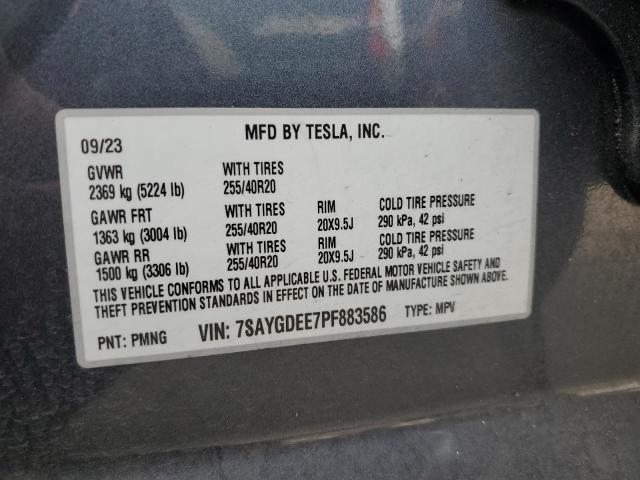 MFD BY TESLA, INC.
09/23
GVWR WITH TIRES
2369 kg (5224 lb) 255/40R20
GAWR FRT WITH TIRES RIM COLD TIRE PRESSURE
1363 kg (3004 lb) 255/40R20 20X9.5J 290 kPa, 42 psi
GAWR RR WITH TIRES RIM COLD TIRE PRESSURE
1500 kg (3306 lb) 255/40R20 20X9.5J 290 kPa, 42 psi
THIS VEHICLE CONFORMS TO ALL APPLICABLE U.S. FEDERAL MOTOR VEHICLE SAFETY AND
THEFT PREVENTION STANDARDS IN EFFECT ON THE DATE OF MANUFACTURE SHOWN ABOVE.
PNT: PMNG VIN: 7SAYGDEE7PF883586 TYPE: MPV